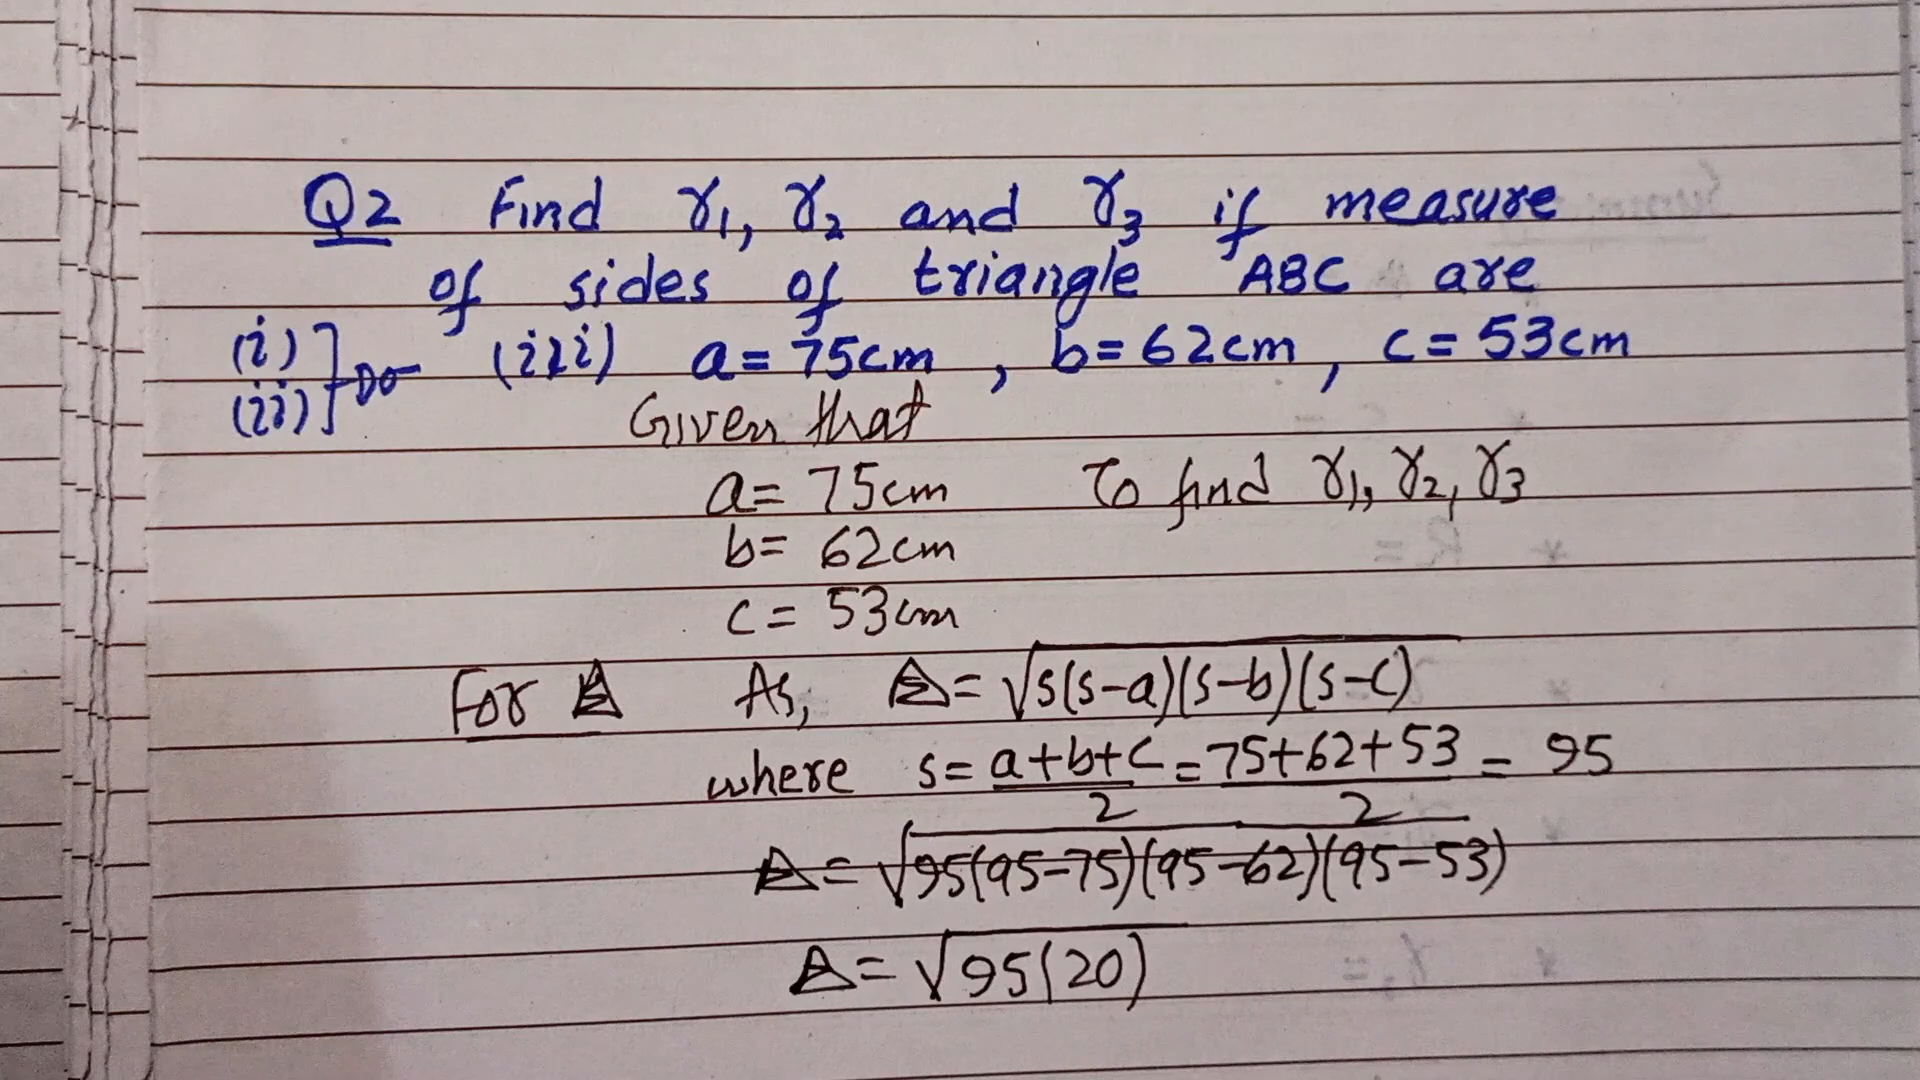 Q2 Find r₁, r₂ and r₃ if measure
of sides of triangle ABC are
(i) (ii) ] Do (iii) a = 75cm, b = 62cm, c = 53cm
Given that
a = 75cm To find r₁, r₂, r₃
b = 62cm
c = 53cm
For Δ As, Δ = √s(s-a)(s-b)(s-c)
where s = a+b+c/2 = 75+62+53/2 = 95
Δ = √95(95-75)(95-62)(95-53)
Δ = √95(20)